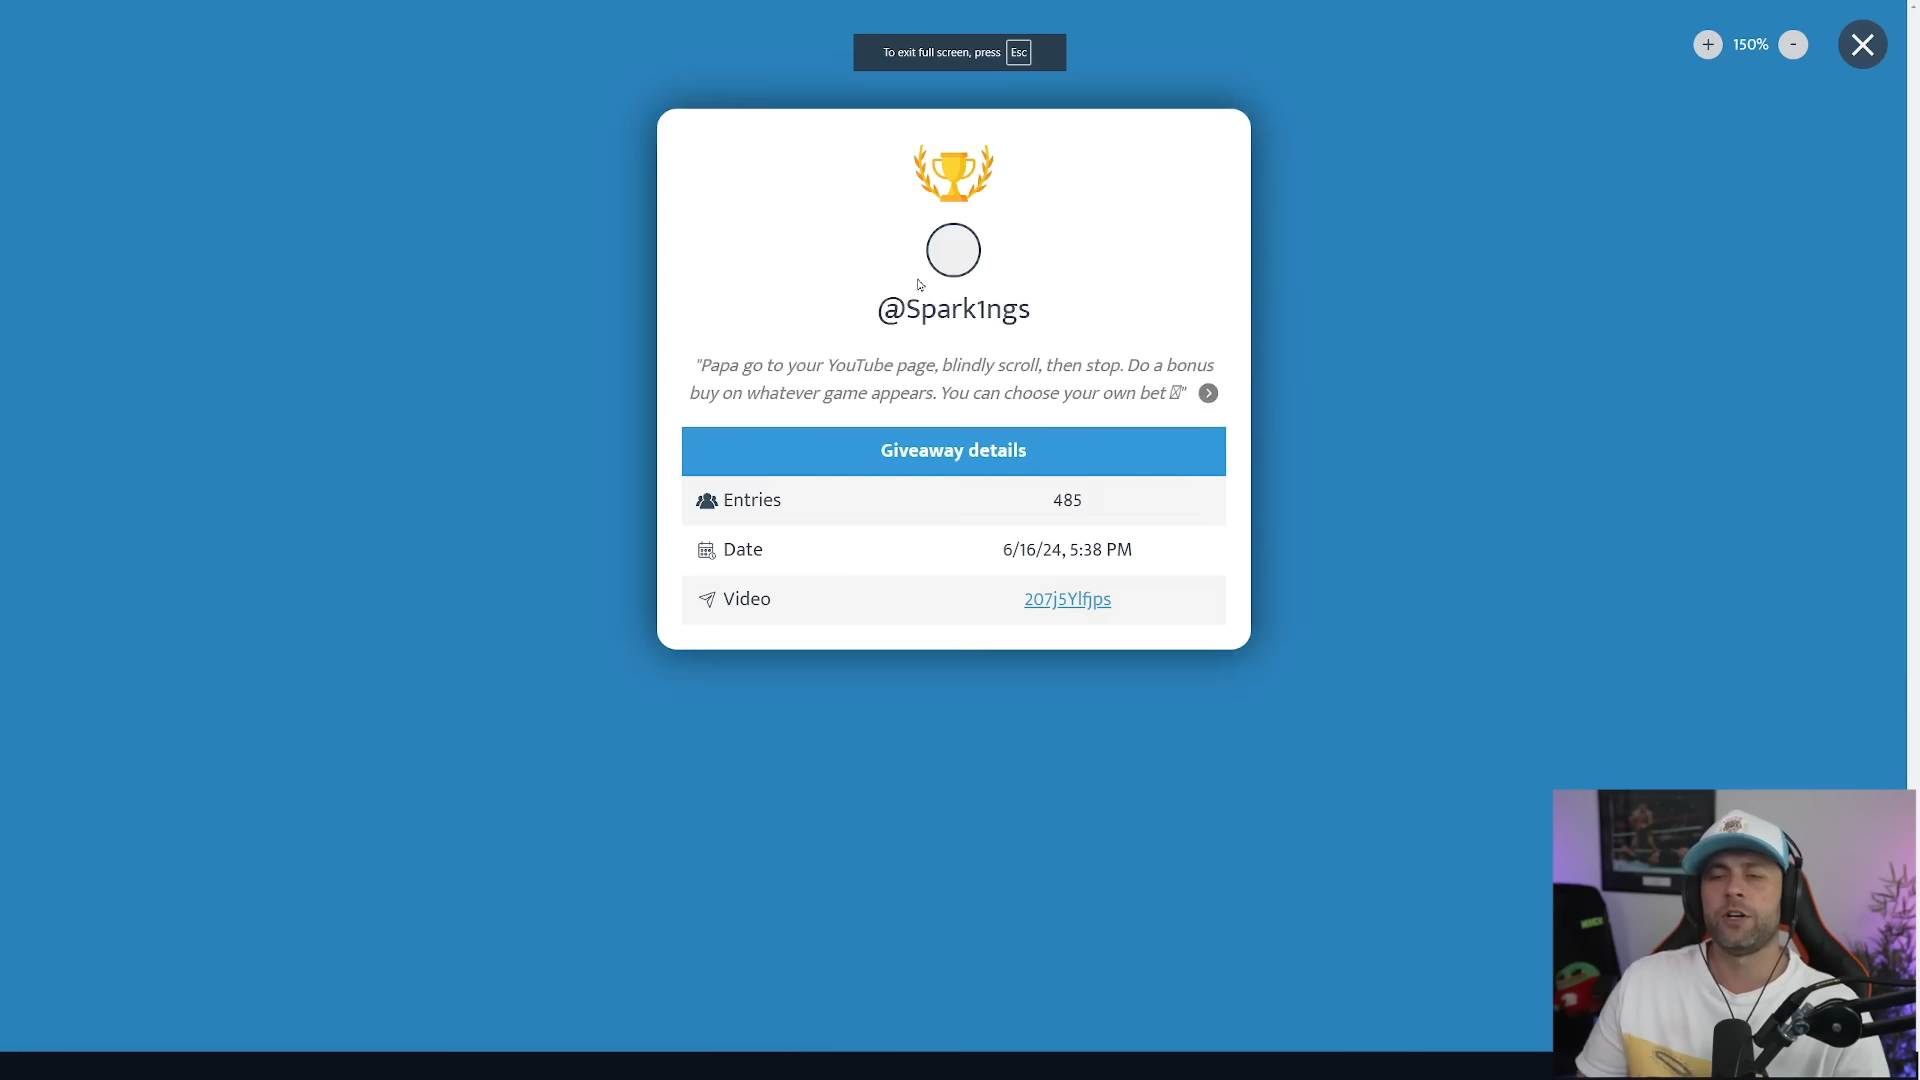 To exit full screen, press Esc
+ 150% -
@Spark1ngs
"Papa go to your YouTube page, blindly scroll, then stop. Do a bonus
buy on whatever game appears. You can choose your own bet "
Giveaway details
Entries 485
Date 6/16/24, 5:38 PM
Video 207j5Ylfjps